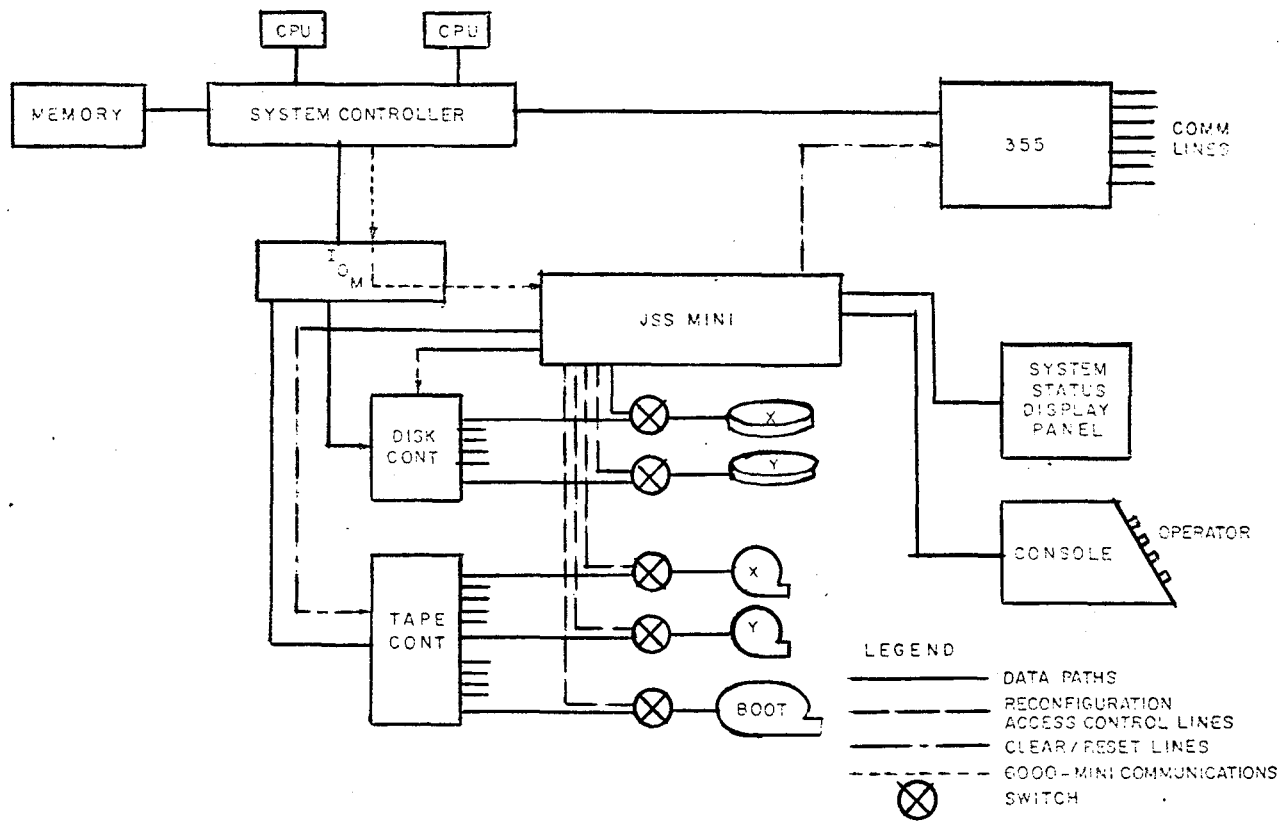 CPU
CPU
MEMORY
SYSTEM CONTROLLER
355
COMM
LINES
IOM
JSS MINI
SYSTEM
STATUS
DISPLAY
PANEL
DISK
CONT
X
Y
CONSOLE
OPERATOR
TAPE
CONT
X
Y
BOOT
LEGEND
DATA PATHS
RECONFIGURATION
ACCESS CONTROL LINES
CLEAR/RESET LINES
6000-MINI COMMUNICATIONS
SWITCH